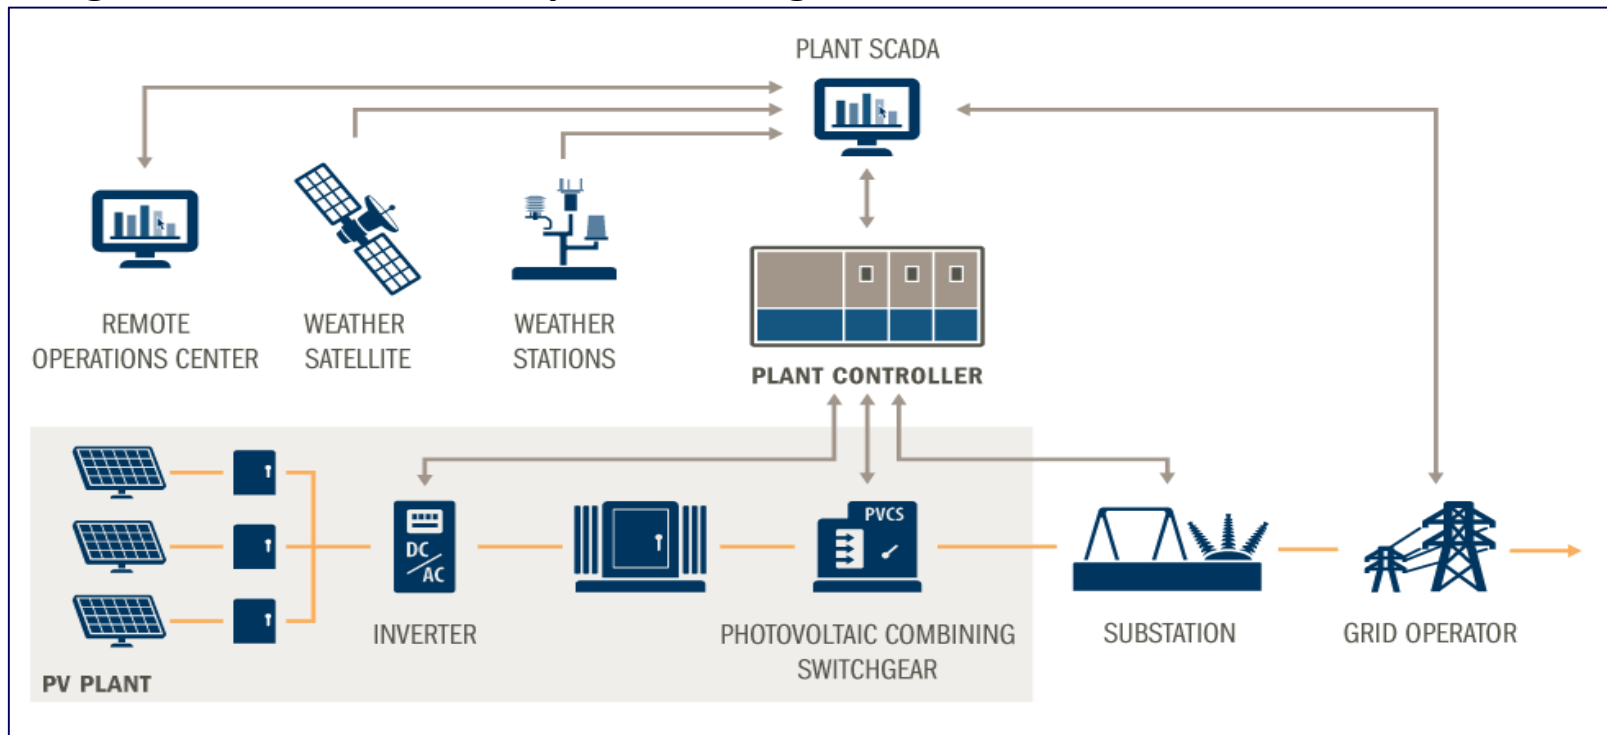 PLANT SCADA
REMOTE
OPERATIONS CENTER
WEATHER
SATELLITE
WEATHER
STATIONS
PLANT CONTROLLER
DC
AC
PVCS
INVERTER
PHOTOVOLTAIC COMBINING
SWITCHGEAR
SUBSTATION
GRID OPERATOR
PV PLANT